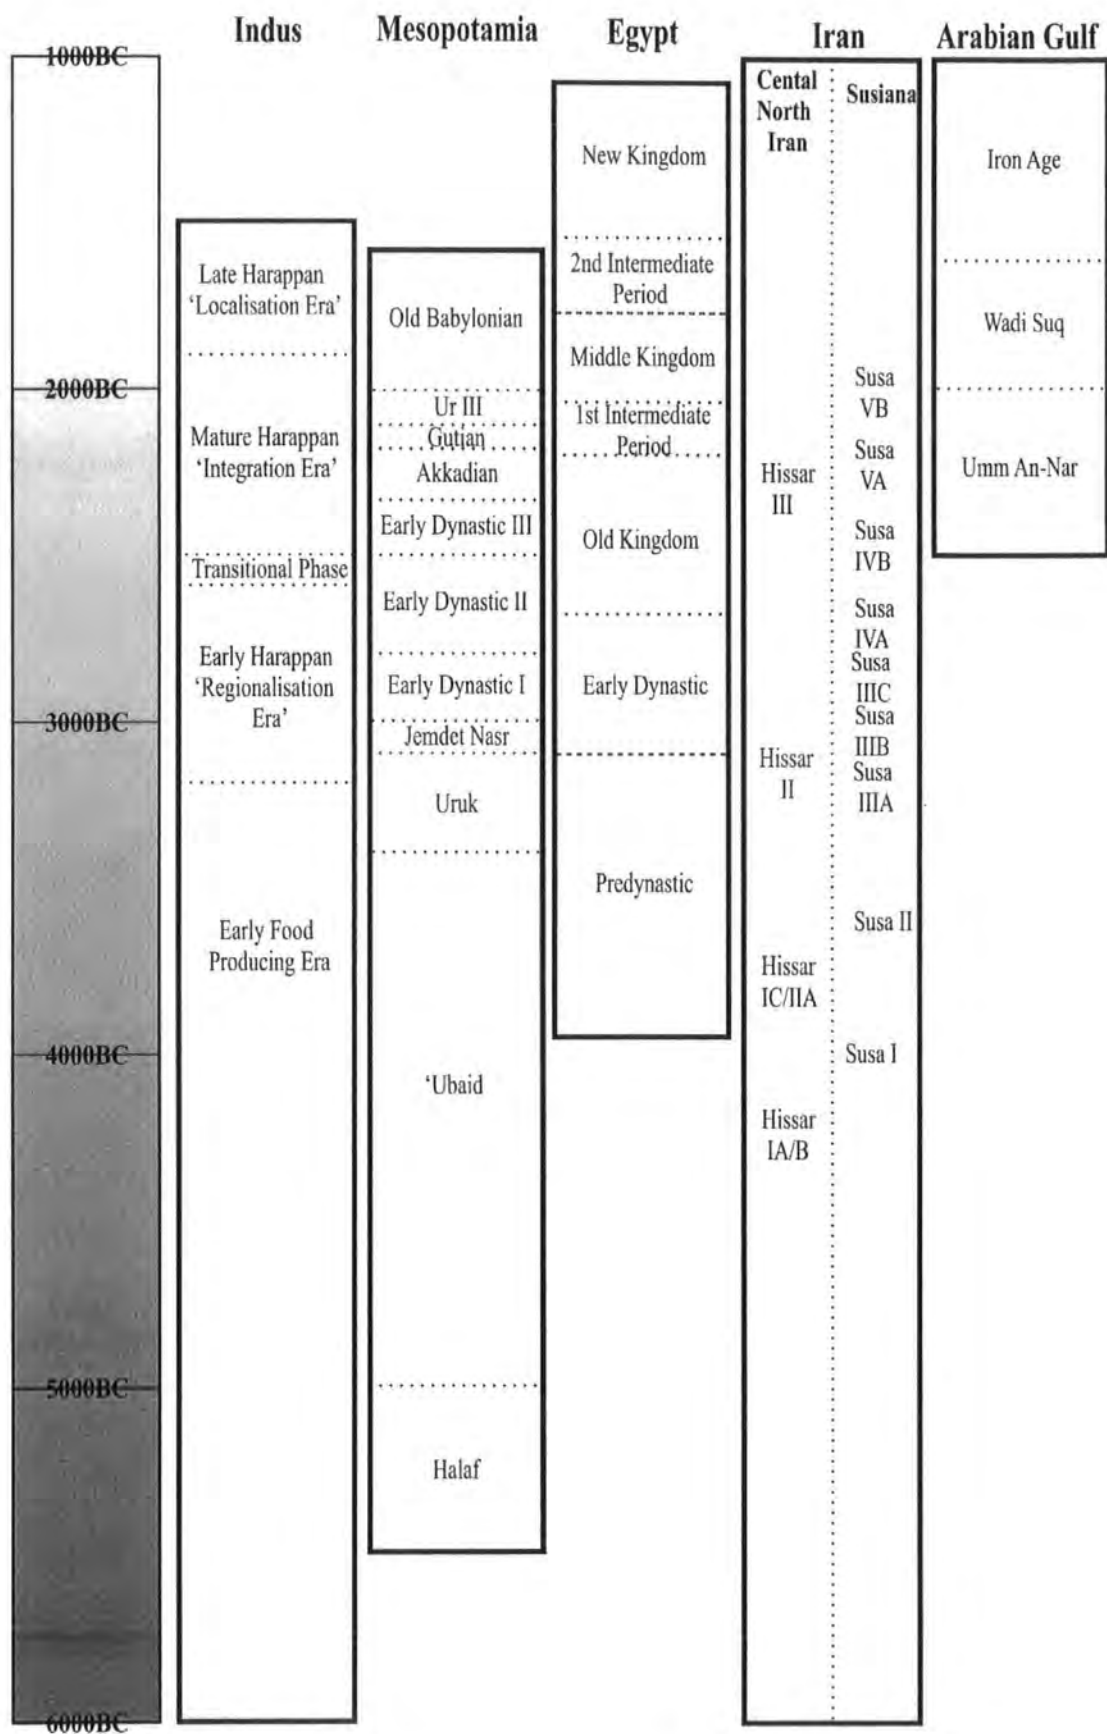 Indus
Mesopotamia
Egypt
Iran
Arabian Gulf
1000BC
2000BC
3000BC
4000BC
5000BC
6000BC
Late Harappan
‘Localisation Era’
Mature Harappan
‘Integration Era’
Transitional Phase
Early Harappan
‘Regionalisation
Era’
Early Food
Producing Era
Old Babylonian
Ur III
Gutian
Akkadian
Early Dynastic III
Early Dynastic II
Early Dynastic I
Jemdet Nasr
Uruk
‘Ubaid
Halaf
New Kingdom
2nd Intermediate
Period
Middle Kingdom
1st Intermediate
Period
Old Kingdom
Early Dynastic
Predynastic
Cental
North
Iran
Hissar
III
Hissar
II
Hissar
IC/IIA
Hissar
IA/B
Susiana
Susa
VB
Susa
VA
Susa
IVB
Susa
IVA
Susa
IIIC
Susa
IIIB
Susa
IIIA
Susa II
Susa I
Iron Age
Wadi Suq
Umm An-Nar